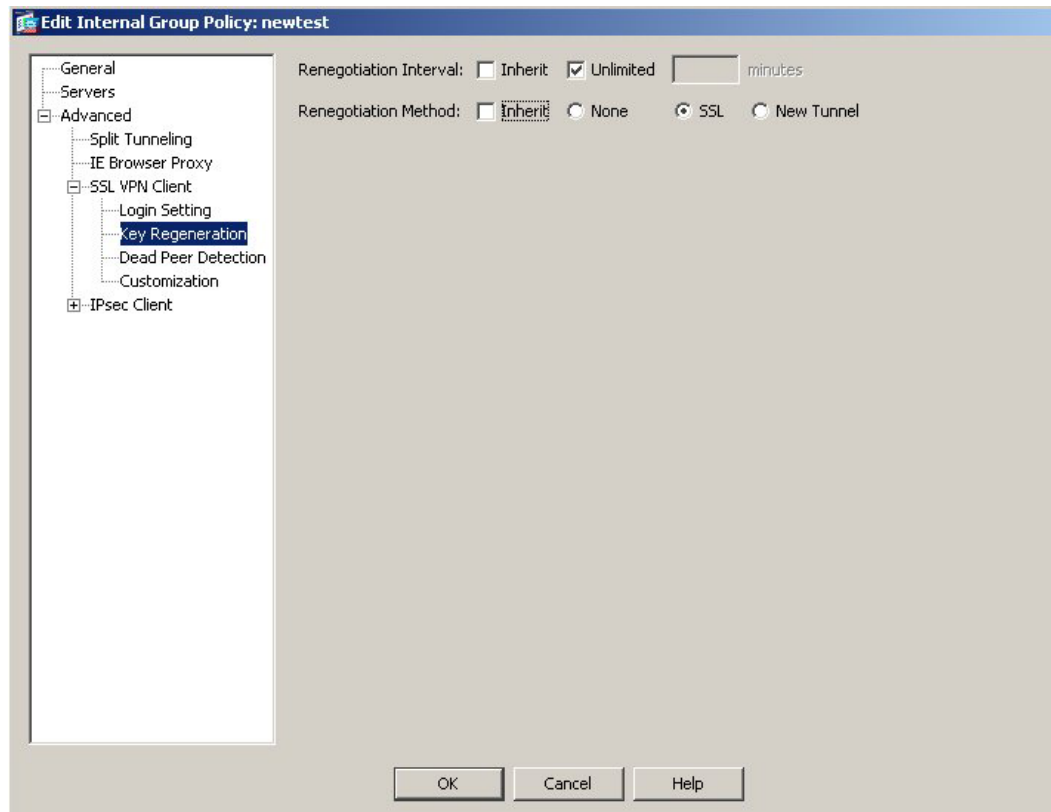 Edit Internal Group Policy: newtest
General
Servers
Advanced
Split Tunneling
IE Browser Proxy
SSL VPN Client
Login Setting
Key Regeneration
Dead Peer Detection
Customization
IPsec Client
Renegotiation Interval: Inherit Unlimited minutes
Renegotiation Method: Inherit None SSL New Tunnel
OK Cancel Help